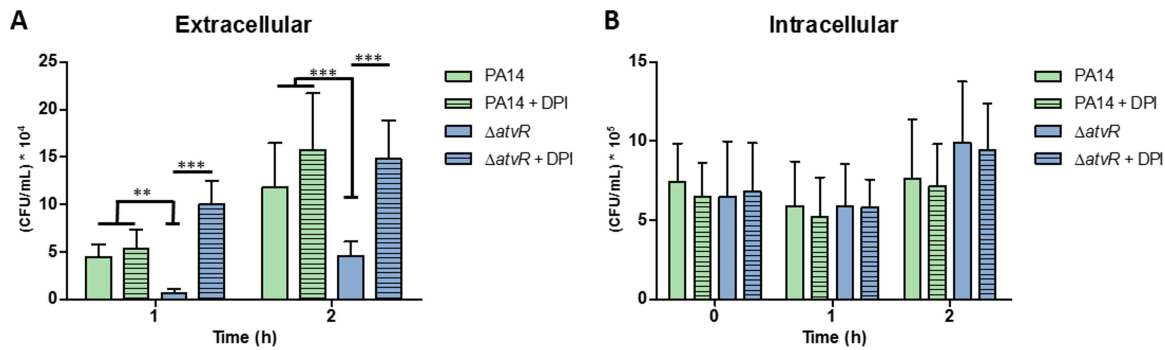 A
Extracellular
(CFU/mL) * 10⁴
25
20
15
10
5
0
**
***
***
***
1
2
Time (h)
PA14
PA14 + DPI
ΔatvR
ΔatvR + DPI
B
Intracellular
(CFU/mL) * 10⁵
15
10
5
0
0
1
2
Time (h)
PA14
PA14 + DPI
ΔatvR
ΔatvR + DPI